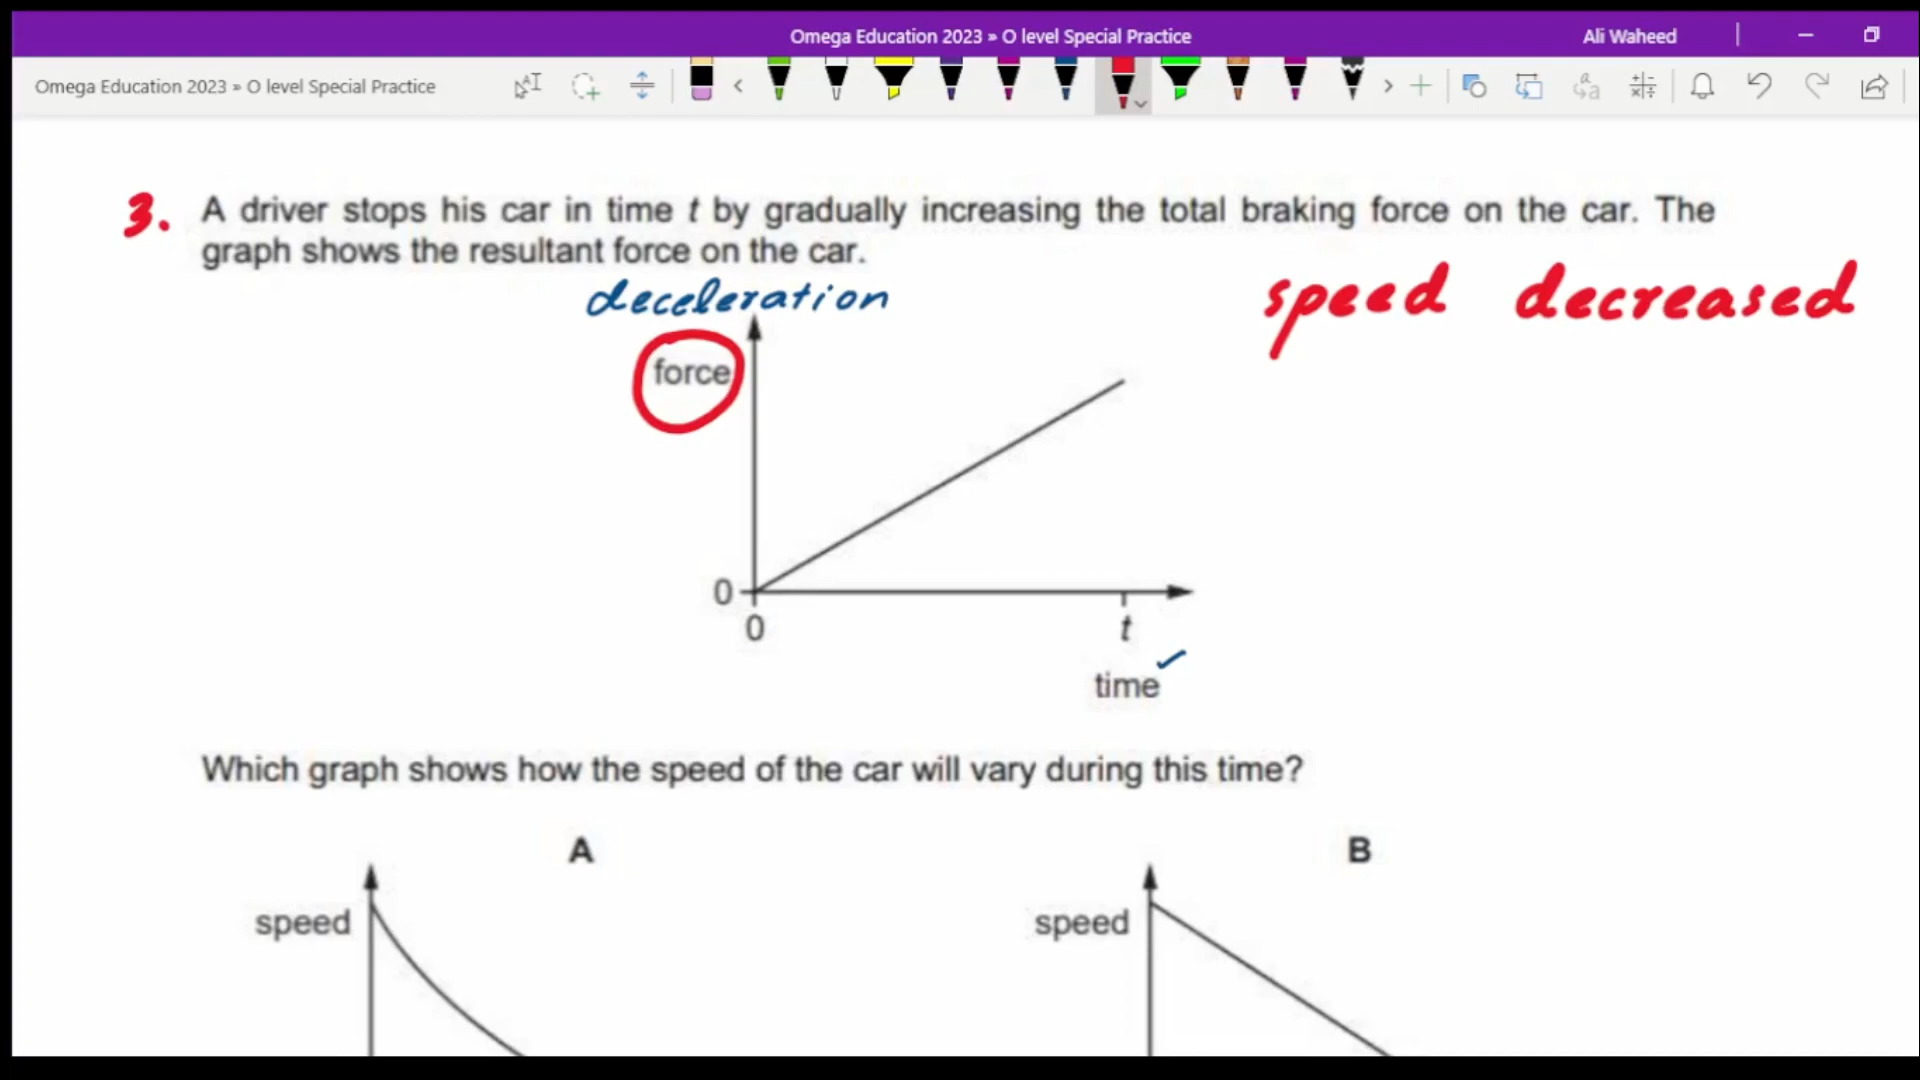 Omega Education 2023 » O level Special Practice
Ali Waheed
Omega Education 2023 » O level Special Practice
3. A driver stops his car in time t by gradually increasing the total braking force on the car. The
graph shows the resultant force on the car.
speed decreased
deceleration
force
0
0
t
time
Which graph shows how the speed of the car will vary during this time?
A
B
speed
speed